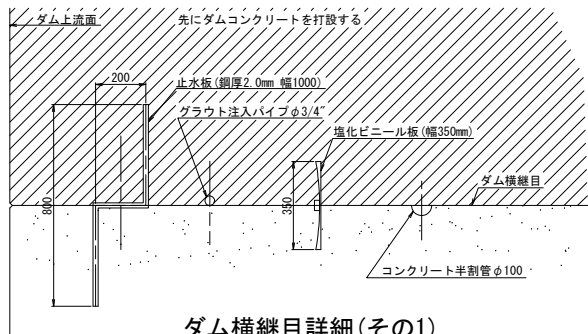 ダム上流面
先にダムコンクリートを打設する
200
止水板(鋼厚2.0mm 幅1000)
グラウト注入パイプφ3/4"
塩化ビニール板(幅350mm)
ダム横継目
800
350
コンクリート半割管φ100
ダム横継目詳細(その1)